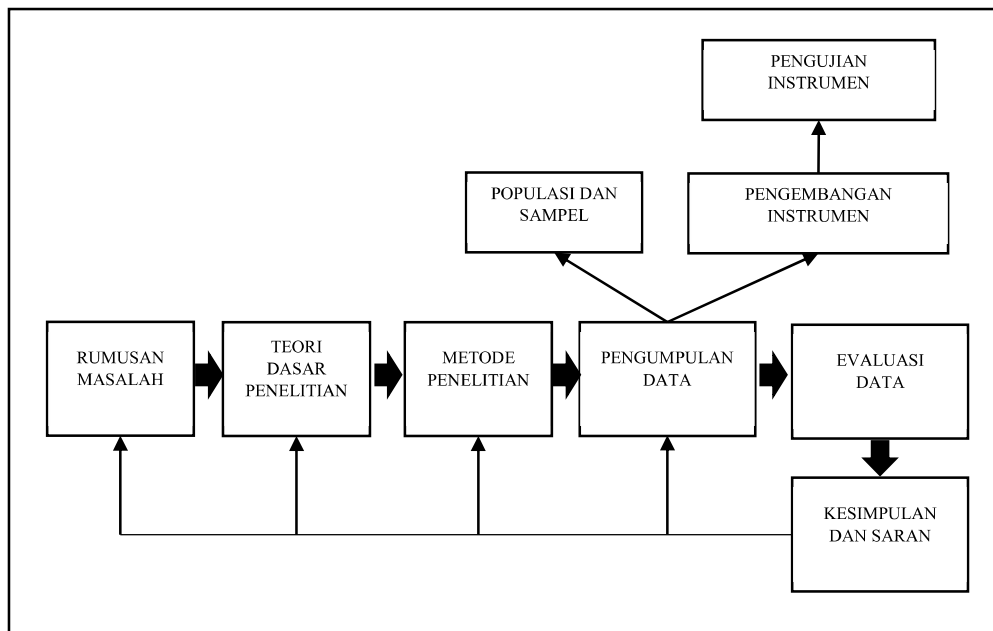 PENGUJIAN
INSTRUMEN
POPULASI DAN
SAMPEL
PENGEMBANGAN
INSTRUMEN
RUMUSAN
MASALAH
TEORI
DASAR
PENELITIAN
METODE
PENELITIAN
PENGUMPULAN
DATA
EVALUASI
DATA
KESIMPULAN
DAN SARAN